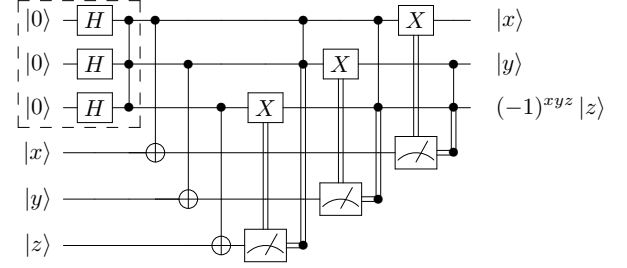 |0⟩ H X |x⟩
|0⟩ H X |y⟩
|0⟩ H X (−1)^{xyz} |z⟩
|x⟩
|y⟩
|z⟩